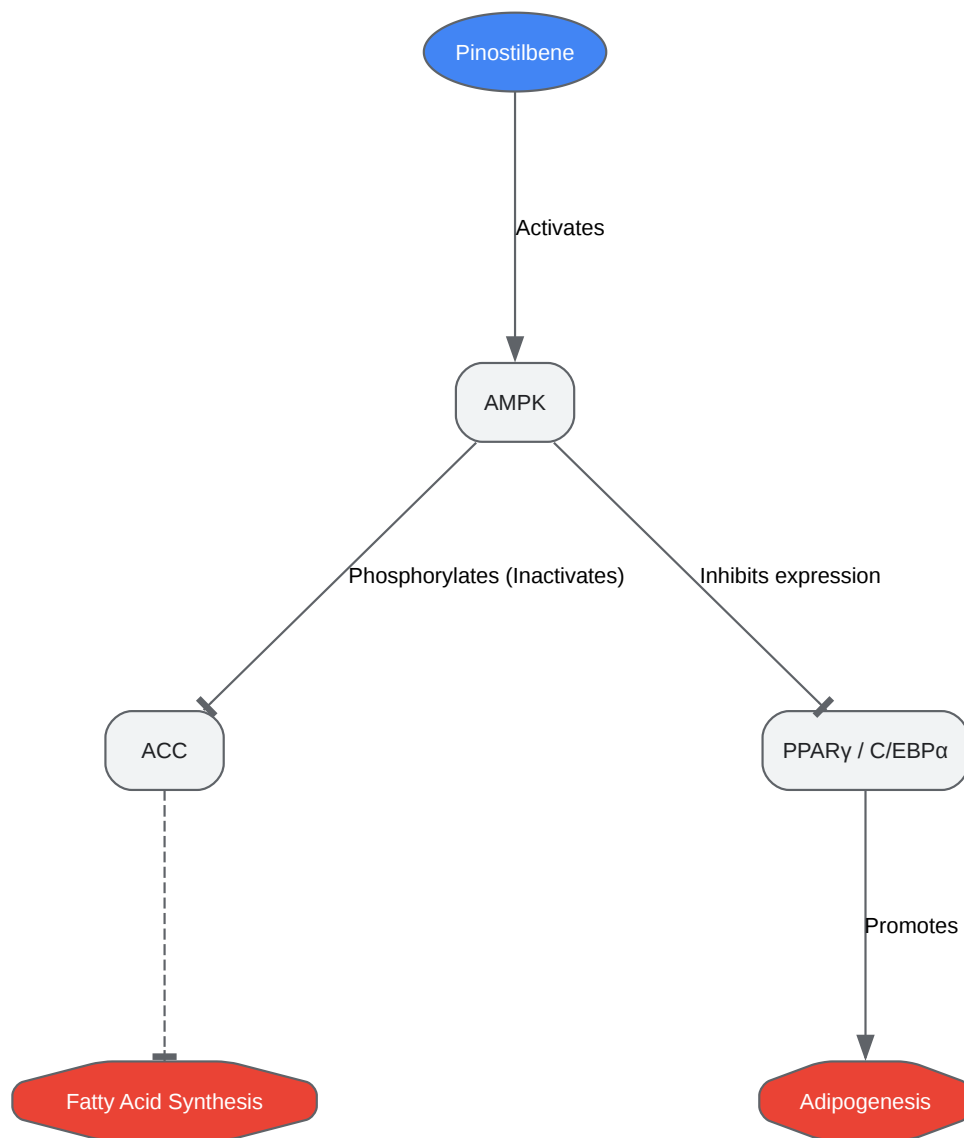 Pinostilbene
Activates
AMPK
Phosphorylates (Inactivates)
Inhibits expression
ACC
PPARγ / C/EBPα
Promotes
Fatty Acid Synthesis
Adipogenesis